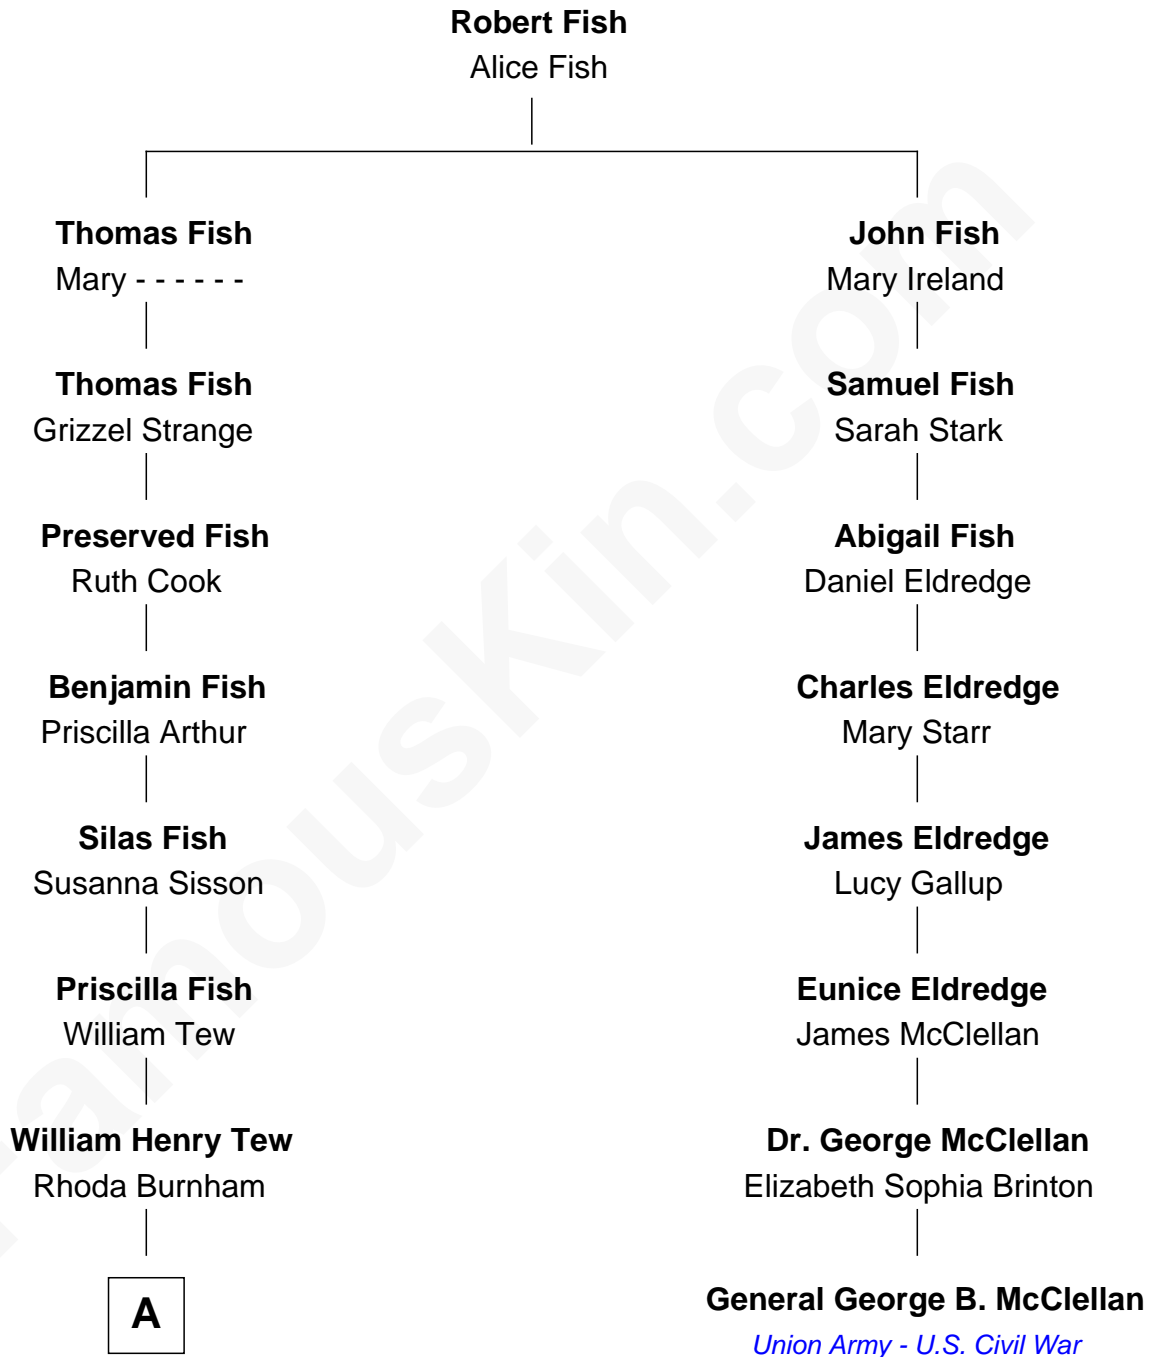 Robert Fish
Alice Fish
Thomas Fish
Mary - - - - - -
Thomas Fish
Grizzel Strange
Preserved Fish
Ruth Cook
Benjamin Fish
Priscilla Arthur
Silas Fish
Susanna Sisson
Priscilla Fish
William Tew
William Henry Tew
Rhoda Burnham
A
John Fish
Mary Ireland
Samuel Fish
Sarah Stark
Abigail Fish
Daniel Eldredge
Charles Eldredge
Mary Starr
James Eldredge
Lucy Gallup
Eunice Eldredge
James McClellan
Dr. George McClellan
Elizabeth Sophia Brinton
General George B. McClellan
Union Army - U.S. Civil War
FamousKin.com